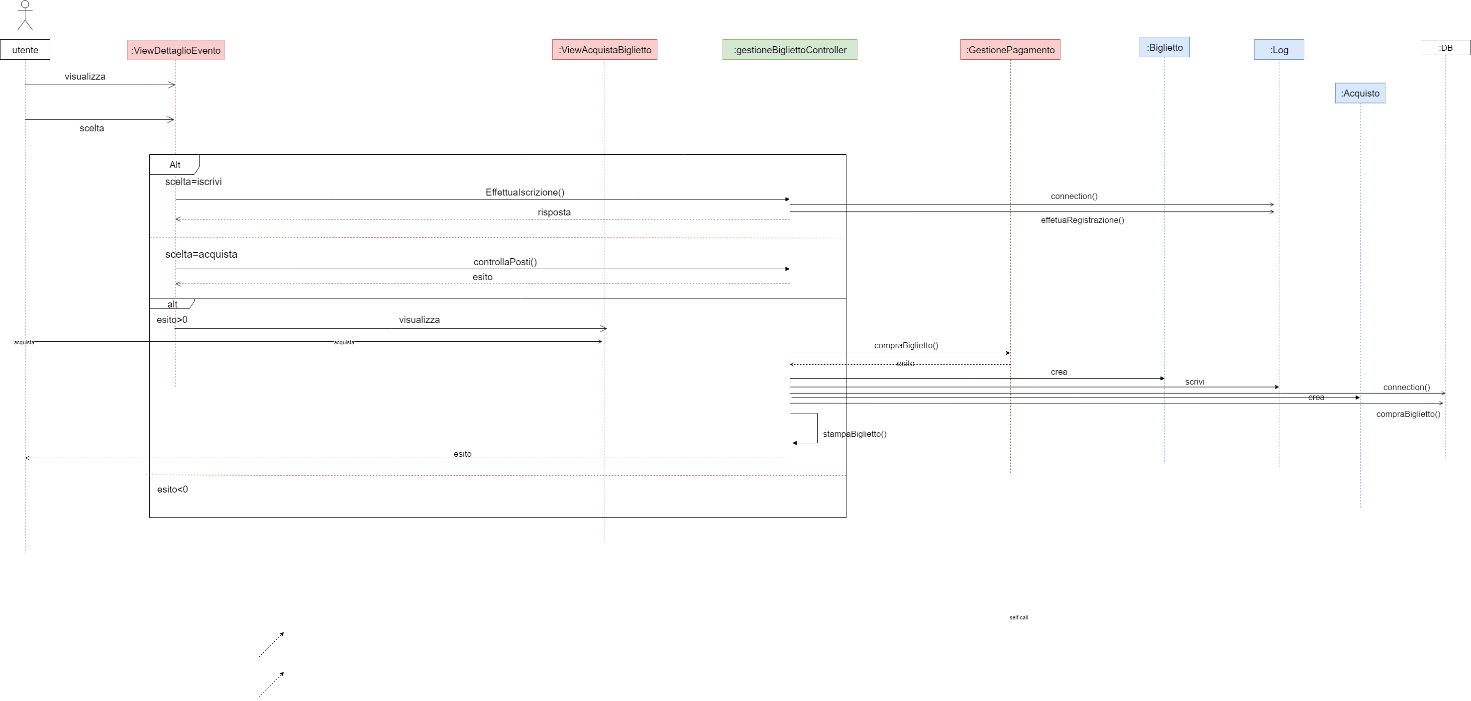 utente
:ViewDettaglioEvento
:ViewAcquistaBiglietto
:gestioneBigliettoController
:GestionePagamento
:Biglietto
:Log
:DB
:Acquisto
visualizza
scelta
Alt
scelta=iscrivi
EffettuaIscrizione()
connection()
risposta
effetuaRegistrazione()
scelta=acquista
controllaPosti()
esito
alt
esito>0
visualizza
acquista
acquista
compraBiglietto()
esito
crea
scrivi
connection()
crea
compraBiglietto()
stampaBiglietto()
esito
esito<0
self call